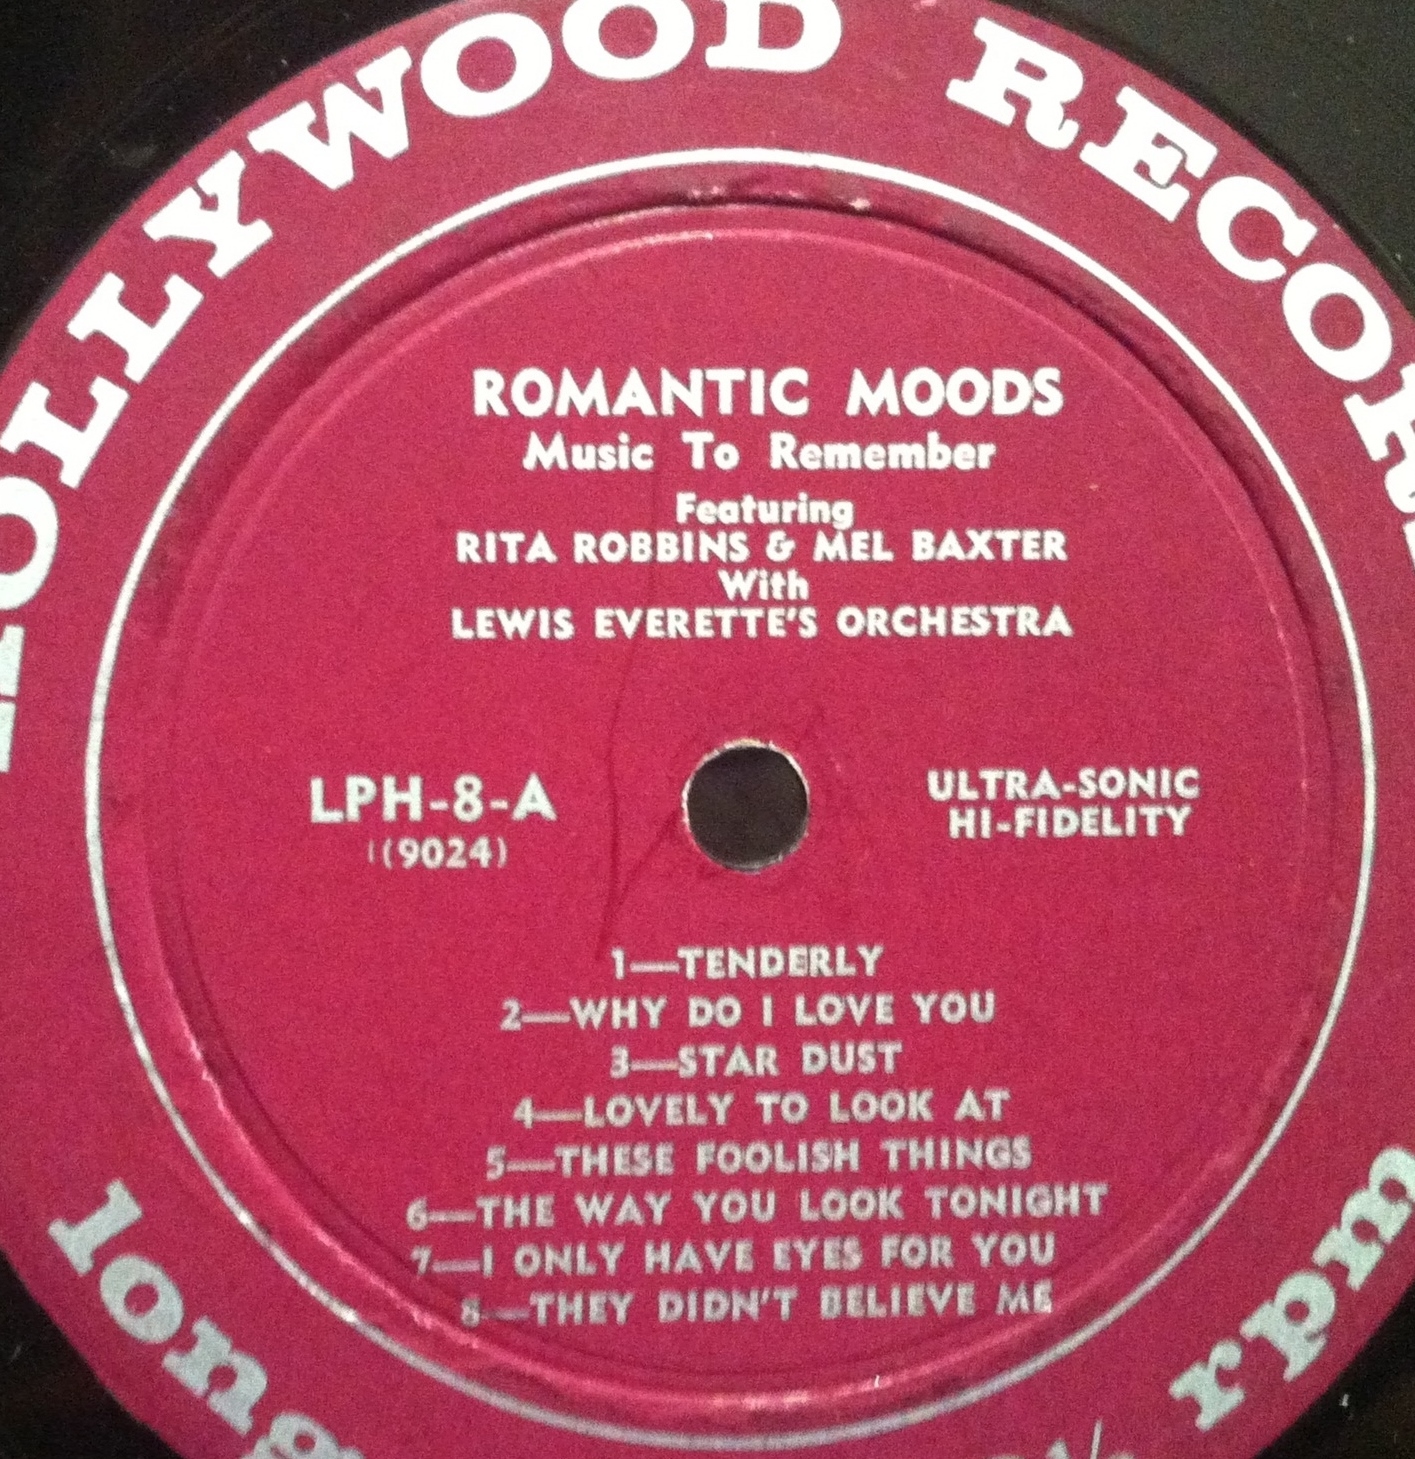 HOLLYWOOD RECORDS
ROMANTIC MOODS
Music To Remember
Featuring
RITA ROBBINS & MEL BAXTER
With
LEWIS EVERETTE'S ORCHESTRA
LPH-8-A
((9024)
ULTRA-SONIC
HI-FIDELITY
1—TENDERLY
2—WHY DO I LOVE YOU
3—STAR DUST
4—LOVELY TO LOOK AT
5—THESE FOOLISH THINGS
6—THE WAY YOU LOOK TONIGHT
7—I ONLY HAVE EYES FOR YOU
8—THEY DIDN'T BELIEVE ME
long
rpm